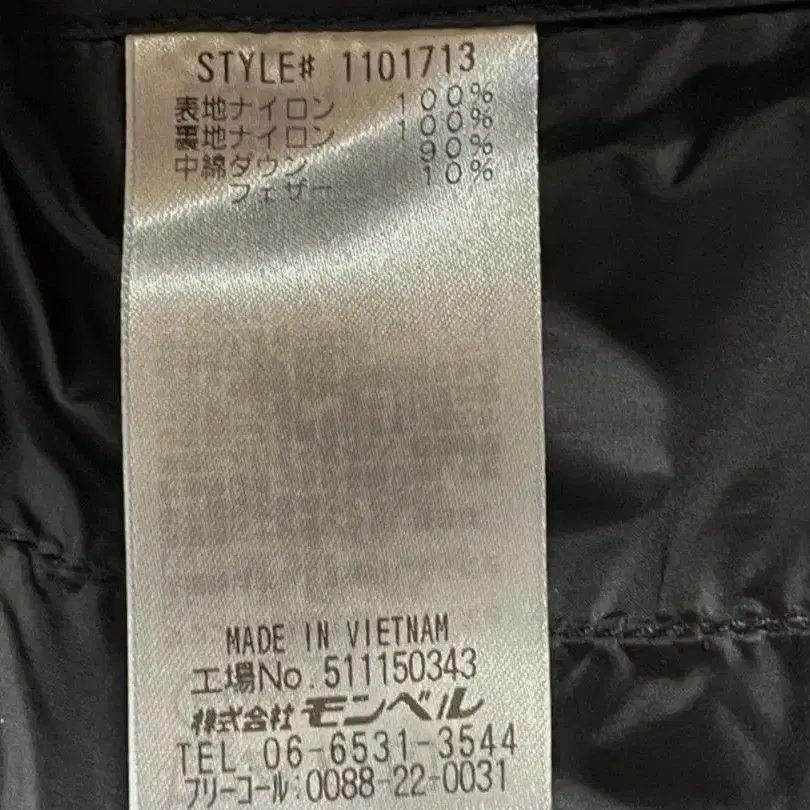 STYLE# 1101713
表地ナイロン 100%
裏地ナイロン 100%
中綿ダウン 90%
フェザー 10%
MADE IN VIETNAM
工場No.511150343
株式会社モンベル
TEL.06-6531-3544
フリーコール:0088-22-0031